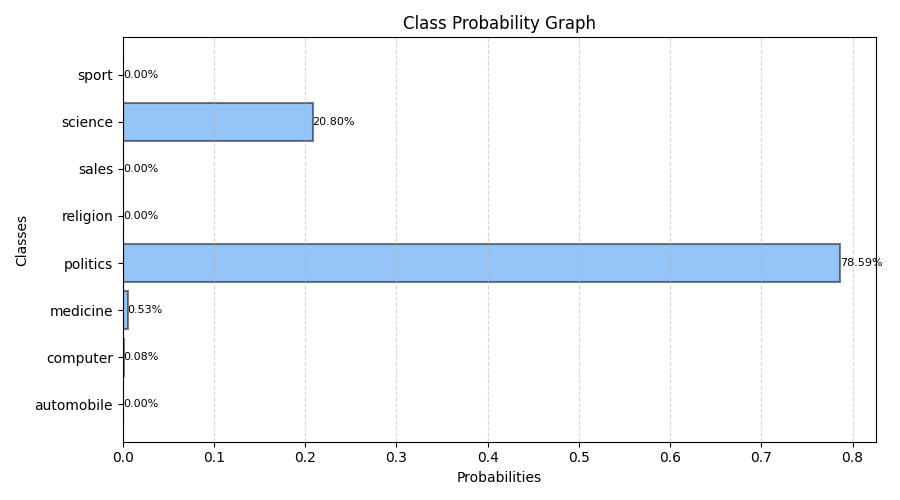 Class Probability Graph
Classes
sport 0.00%
science 20.80%
sales 0.00%
religion 0.00%
politics 78.59%
medicine 0.53%
computer 0.08%
automobile 0.00%
0.0 0.1 0.2 0.3 0.4 0.5 0.6 0.7 0.8
Probabilities